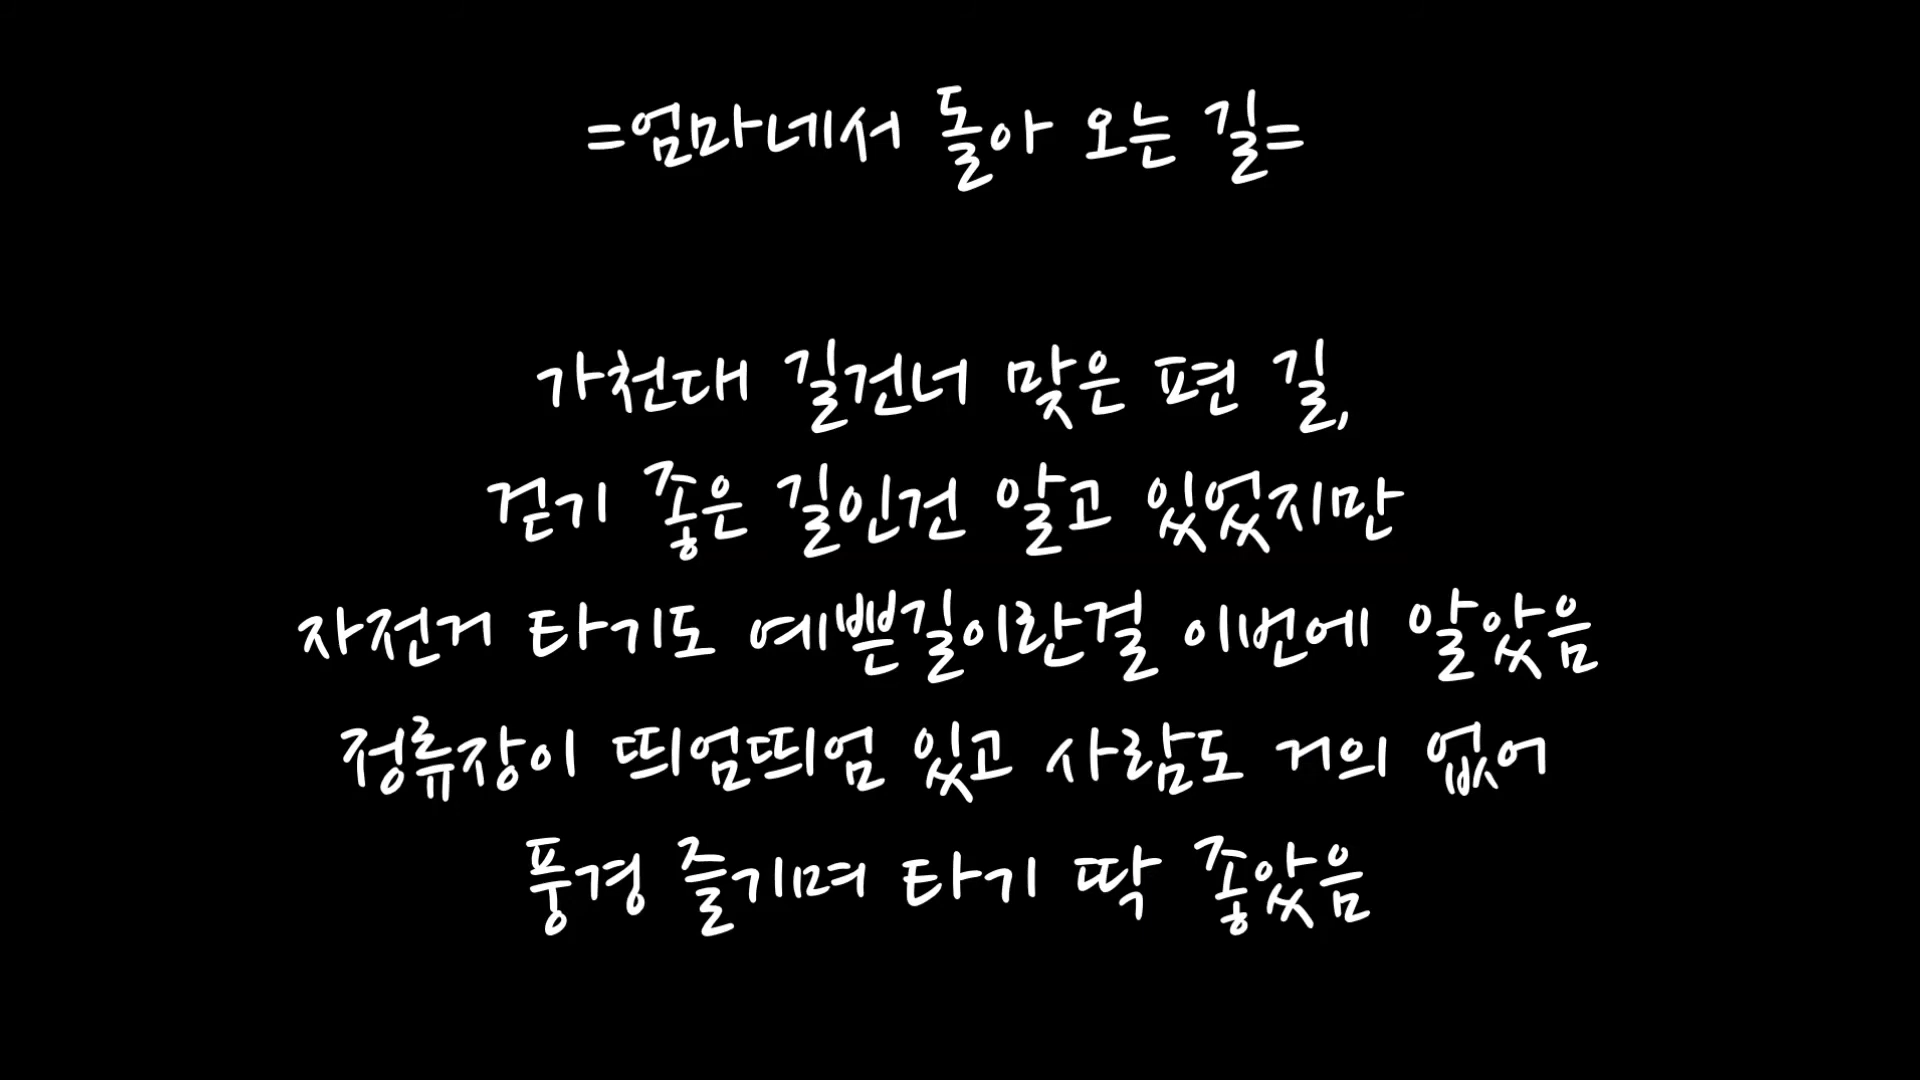 =엄마네서 돌아 오는 길=
가천대 길건너 맞은 편 길,
걷기 좋은 길인건 알고 있었지만
자전거 타기도 예쁜길이란걸 이번에 알았음
정류장이 띄엄띄엄 있고 사람도 거의 없어
풍경 즐기며 타기 딱 좋았음